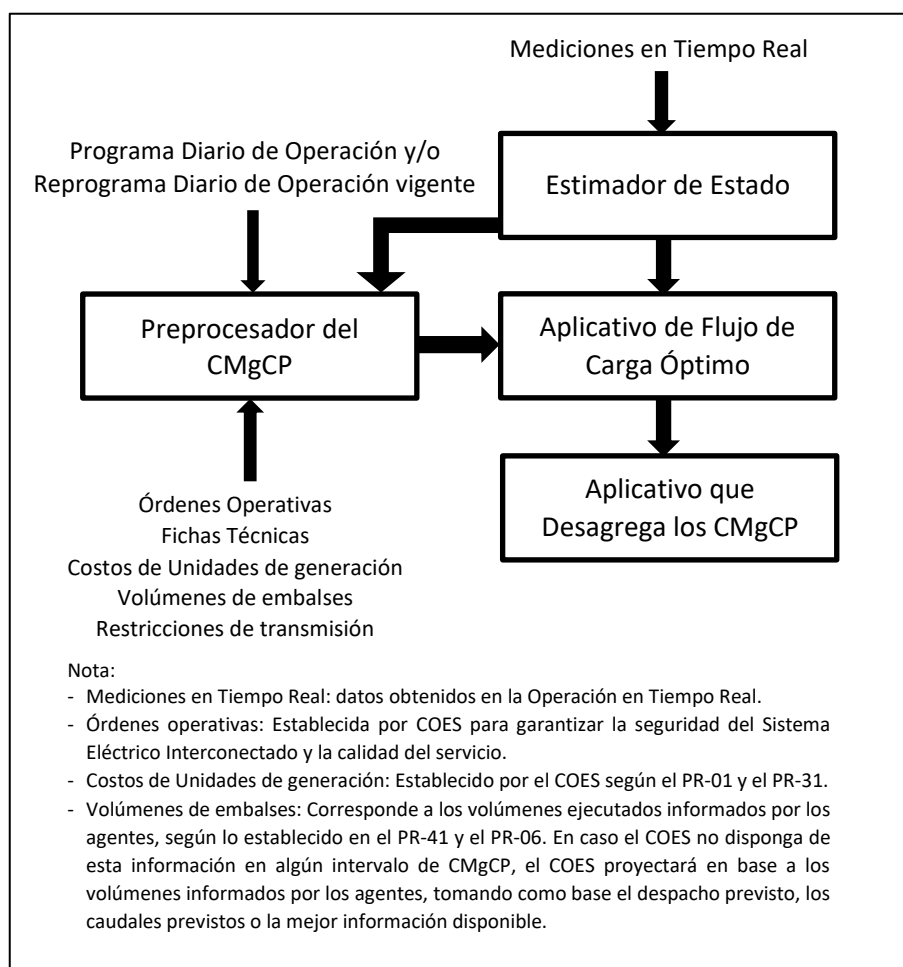 Mediciones en Tiempo Real
Programa Diario de Operación y/o
Reprograma Diario de Operación vigente
Estimador de Estado
Preprocesador del
CMgCP
Aplicativo de Flujo de
Carga Óptimo
Órdenes Operativas
Fichas Técnicas
Costos de Unidades de generación
Volúmenes de embalses
Restricciones de transmisión
Aplicativo que
Desagrega los CMgCP
Nota:
- Mediciones en Tiempo Real: datos obtenidos en la Operación en Tiempo Real.
- Órdenes operativas: Establecida por COES para garantizar la seguridad del Sistema
Eléctrico Interconectado y la calidad del servicio.
- Costos de Unidades de generación: Establecido por el COES según el PR-01 y el PR-31.
- Volúmenes de embalses: Corresponde a los volúmenes ejecutados informados por los
agentes, según lo establecido en el PR-41 y el PR-06. En caso el COES no disponga de
esta información en algún intervalo de CMgCP, el COES proyectará en base a los
volúmenes informados por los agentes, tomando como base el despacho previsto, los
caudales previstos o la mejor información disponible.